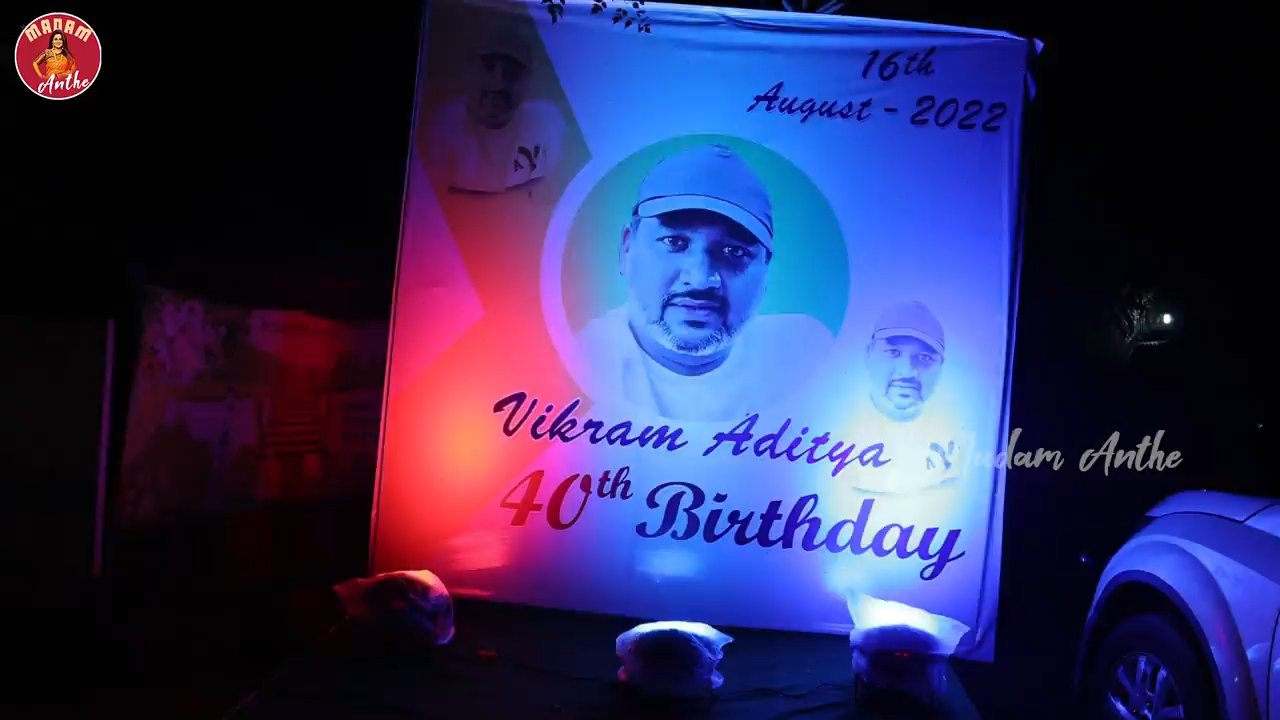 MADAM
Anthe
16th
August - 2022
Vikram Aditya
Anthe
40th Birthday